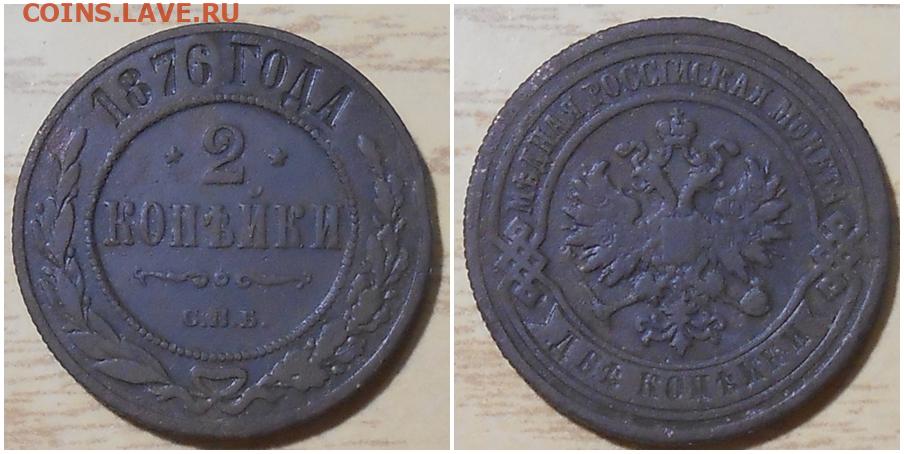 COINS.LAVE.RU
1876 ГОДА
2
КОПѢЙКИ
С.П.Б.
МѢДНАЯ РОССІЙСКАЯ МОНЕТА
ДВѢ КОПѢЙКИ